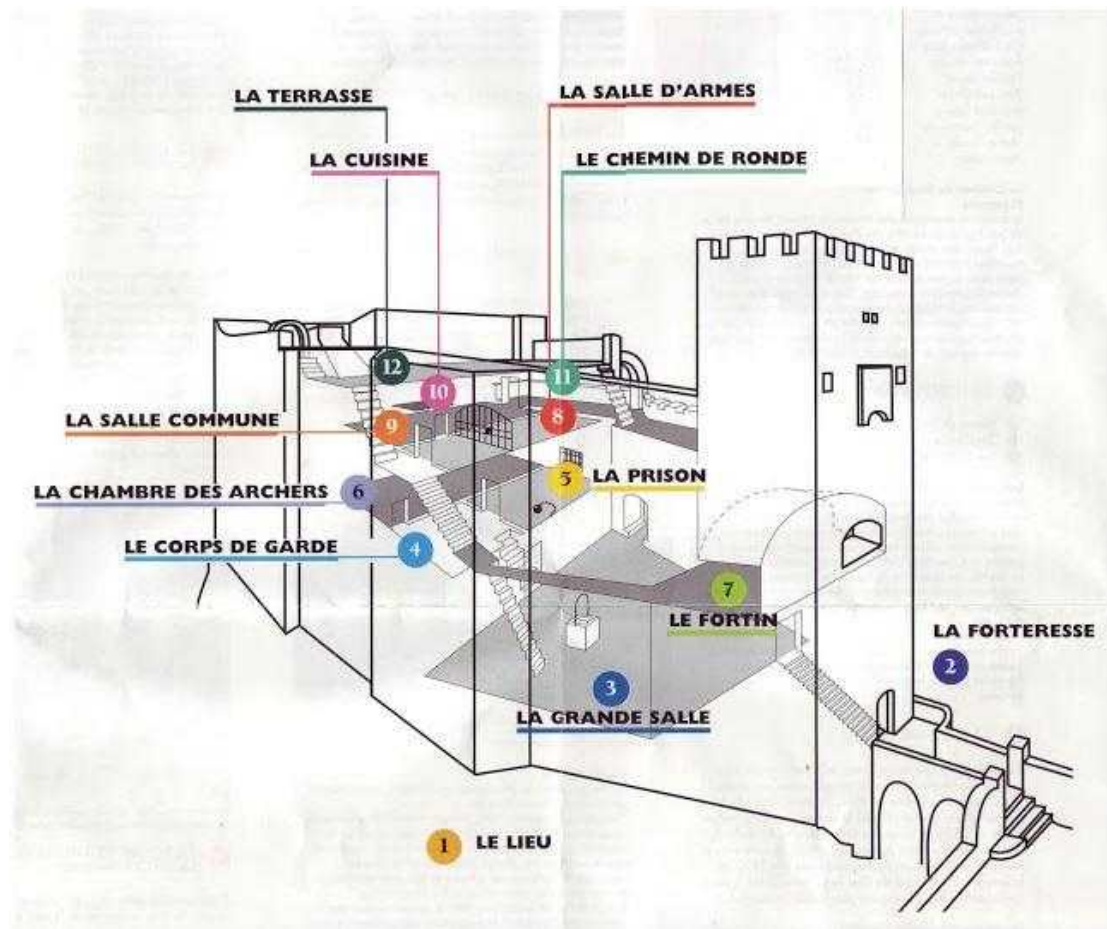 LA TERRASSE
LA SALLE D'ARMES
LA CUISINE
LE CHEMIN DE RONDE
12
10
11
8
LA SALLE COMMUNE
9
5
LA PRISON
LA CHAMBRE DES ARCHERS
6
LE CORPS DE GARDE
4
7
LE FORTIN
LA FORTERESSE
2
3
LA GRANDE SALLE
1
LE LIEU